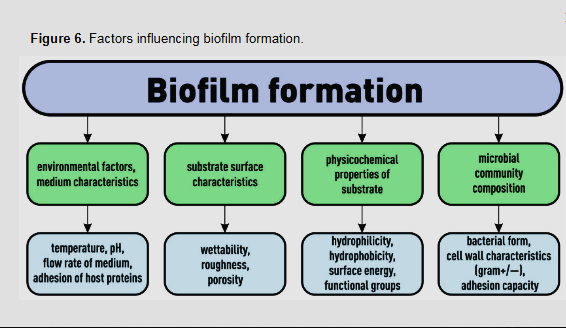 Figure 6. Factors influencing biofilm formation.
Biofilm formation
environmental factors,
medium characteristics
substrate surface
characteristics
physicochemical
properties of
substrate
microbial
community
composition
temperature, pH,
flow rate of medium,
adhesion of host proteins
wettability,
roughness,
porosity
hydrophilicity,
hydrophobicity,
surface energy,
functional groups
bacterial form,
cell wall characteristics
(gram+/—),
adhesion capacity